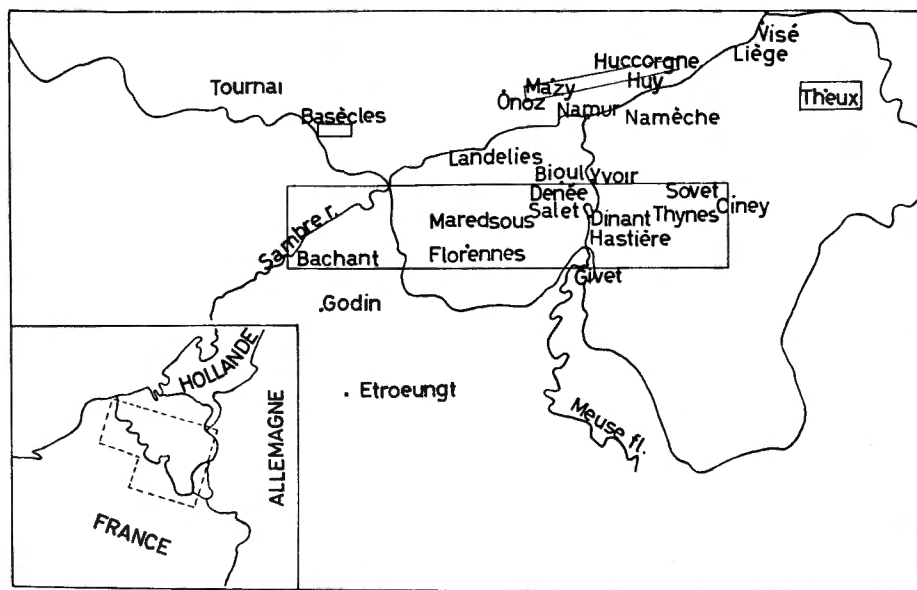 Visé
Liège
Huccorgne
Huy
Mazy
Onoz
Tournai
Theux
Basècles
Namur
Namèche
Landelies
Bioul
Yvoir
Denée
Sovet
Salet
Ciney
Maredsous
Dinant
Thynes
Hastière
Sambre r.
Bachant
Florennes
Givet
Godin
Etroeungt
Meuse fl.
HOLLANDE
ALLEMAGNE
FRANCE